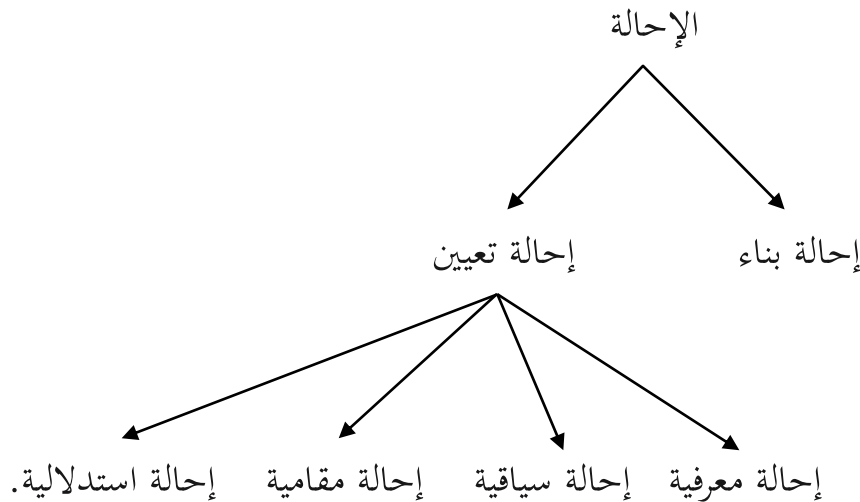 الإحالة
إحالة بناء
إحالة تعيين
إحالة معرفية
إحالة سياقية
إحالة مقامية
إحالة استدلالية.